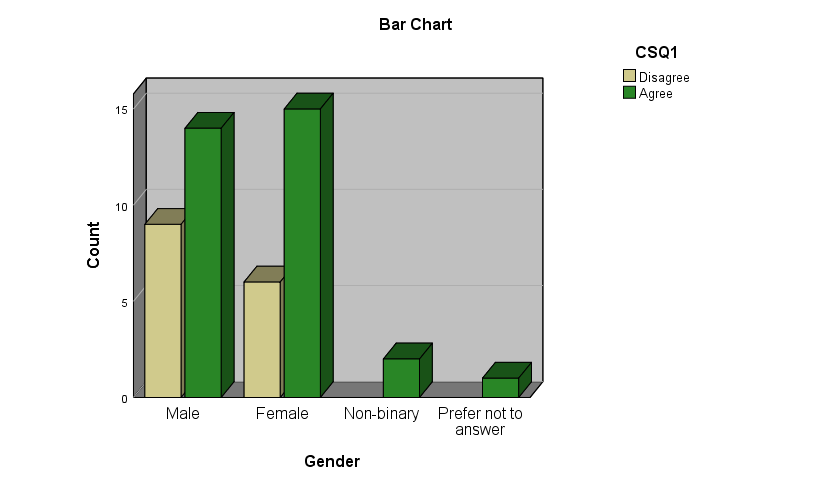 Bar Chart
CSQ1
Disagree
Agree
15
10
5
0
Count
Male
Female
Non-binary
Prefer not to
answer
Gender